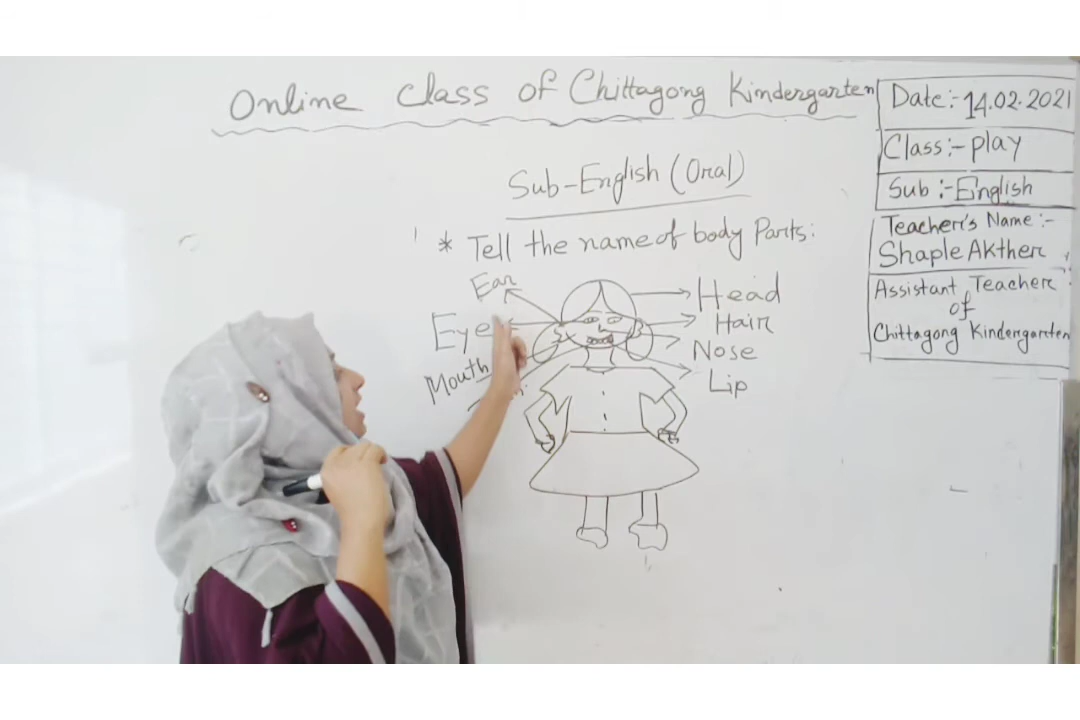 Online Class of Chittagong Kindergarten
Date:- 14.02.2021
Class:- play
Sub:- English
Teacher's Name:-
Shaple Akther
Assistant Teacher
of
Chittagong Kindergarten
Sub-English (Oral)
* Tell the name of body Parts:
Ear
Eye
Mouth
Head
Hair
Nose
Lip